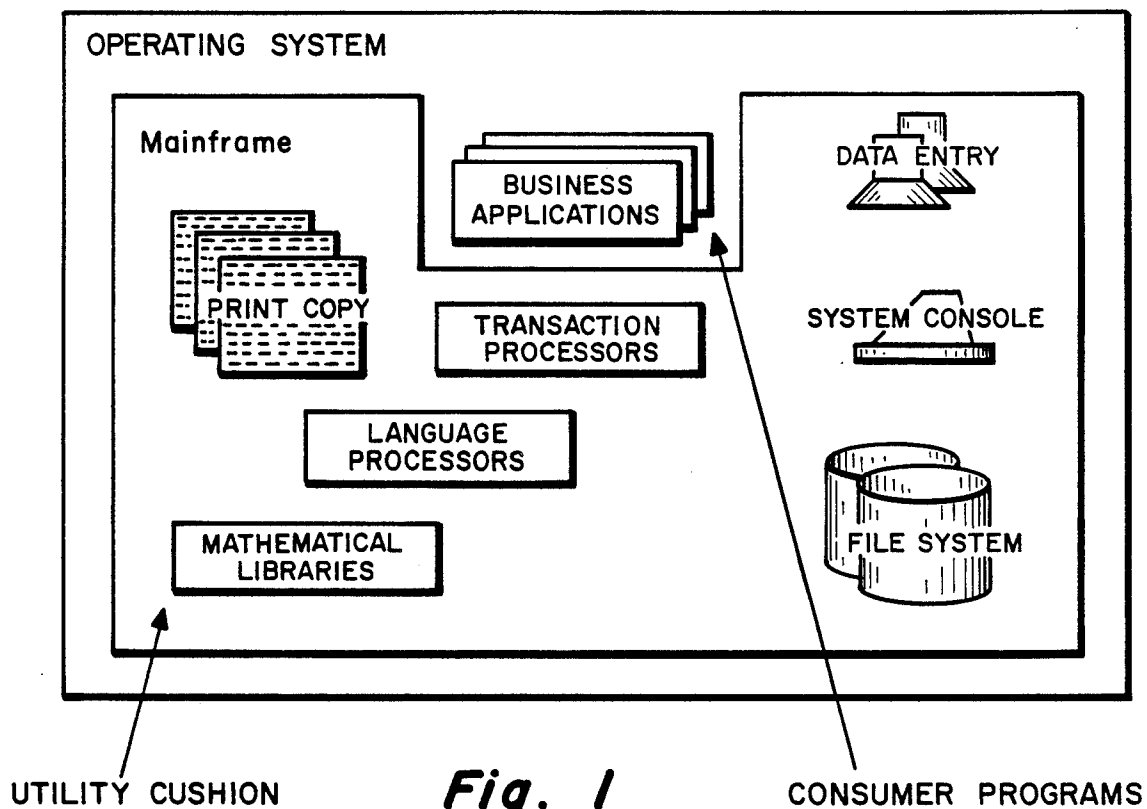 OPERATING SYSTEM
Mainframe
BUSINESS
APPLICATIONS
DATA ENTRY
PRINT COPY
TRANSACTION
PROCESSORS
SYSTEM CONSOLE
LANGUAGE
PROCESSORS
MATHEMATICAL
LIBRARIES
FILE SYSTEM
UTILITY CUSHION
Fig. 1
CONSUMER PROGRAMS